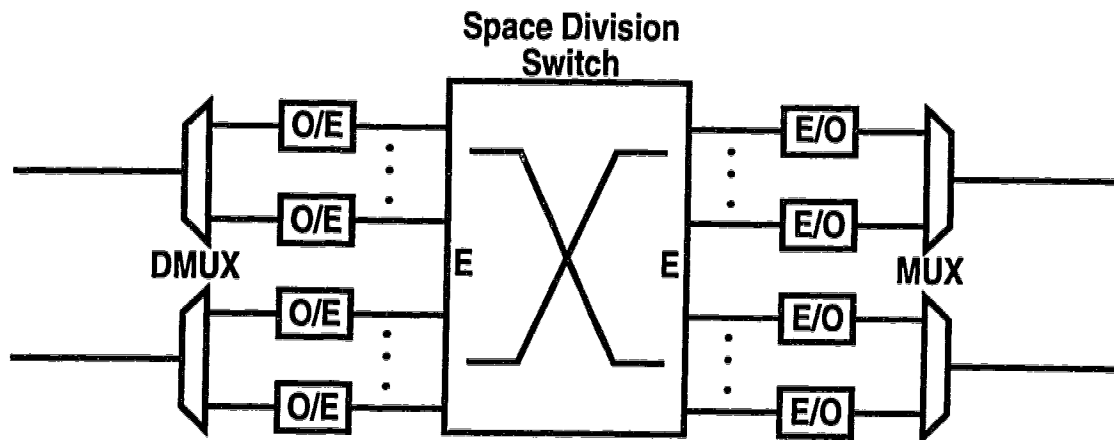 Space Division
Switch
O/E
E/O
O/E
E/O
DMUX
E
E
MUX
O/E
E/O
O/E
E/O